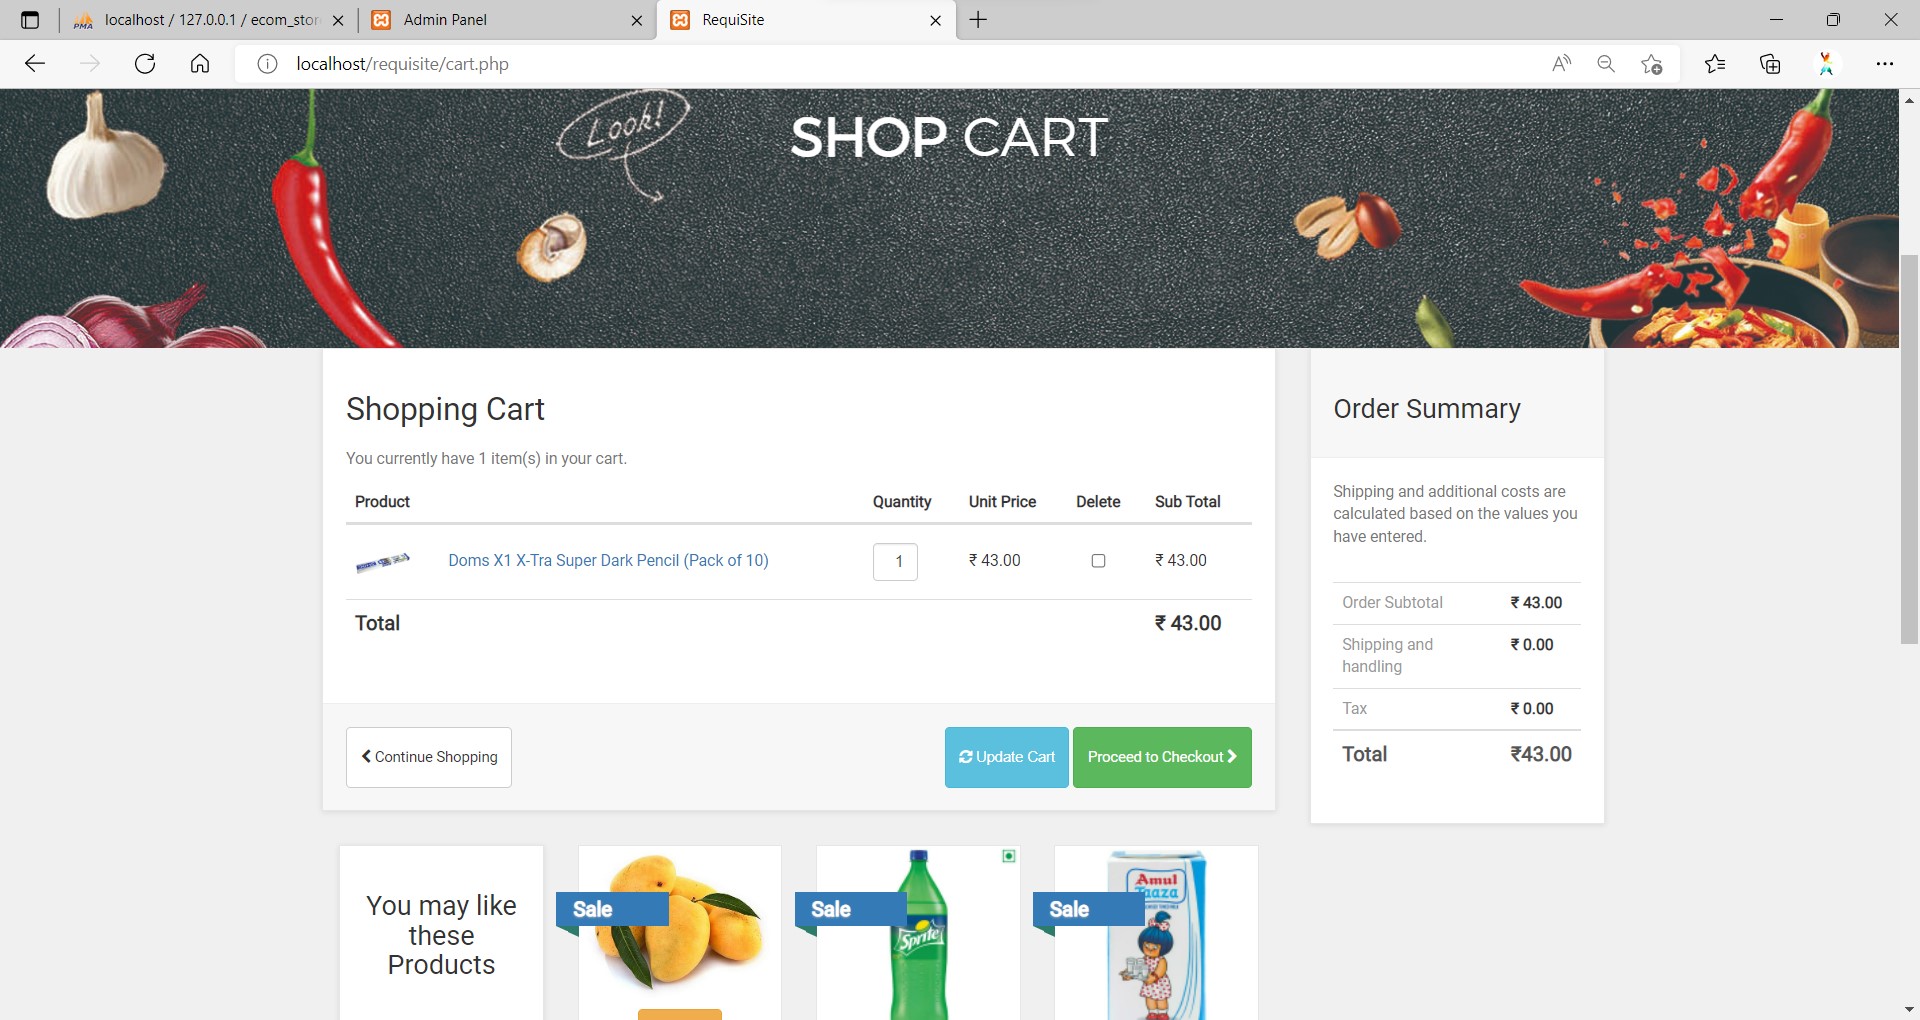 PMA localhost / 127.0.0.1 / ecom_stor
Admin Panel
RequiSite
localhost/requisite/cart.php
Look!
SHOP CART
Shopping Cart
You currently have 1 item(s) in your cart.
Product Quantity Unit Price Delete Sub Total
Doms X1 X-Tra Super Dark Pencil (Pack of 10) 1 ₹ 43.00 ₹ 43.00
Total ₹ 43.00
Continue Shopping
Update Cart
Proceed to Checkout
Order Summary
Shipping and additional costs are
calculated based on the values you
have entered.
Order Subtotal ₹ 43.00
Shipping and
handling ₹ 0.00
Tax ₹ 0.00
Total ₹43.00
You may like
these
Products
Sale
Sale
Sprite
Sale
Amul
Taaza